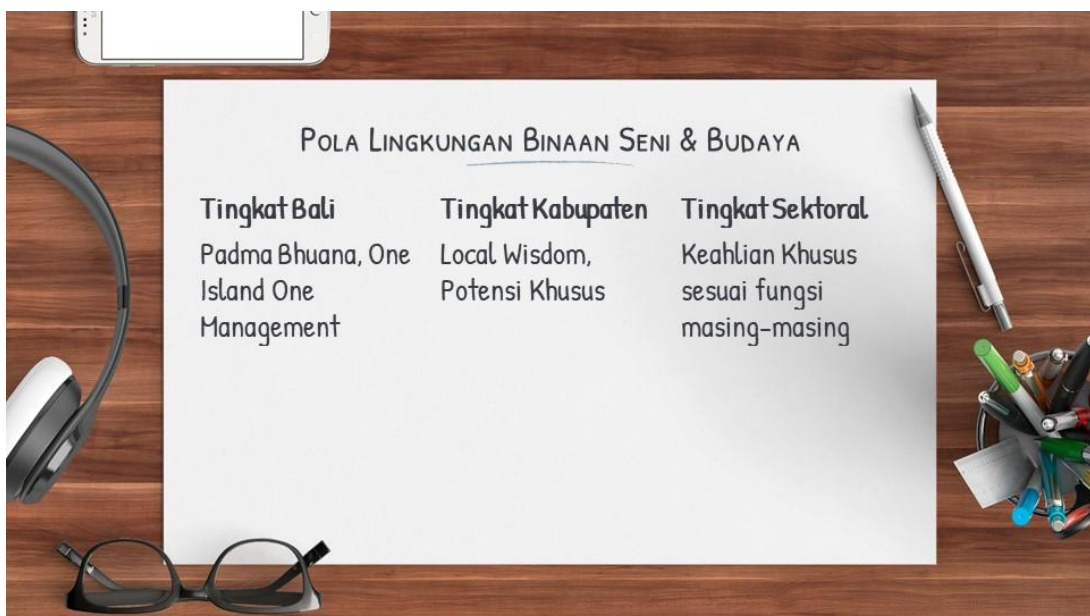 POLA LINGKUNGAN BINAAN SENI & BUDAYA
Tingkat Bali
Padma Bhuana, One
Island One
Management
Tingkat Kabupaten
Local Wisdom,
Potensi Khusus
Tingkat Sektoral
Keahlian Khusus
sesuai fungsi
masing-masing